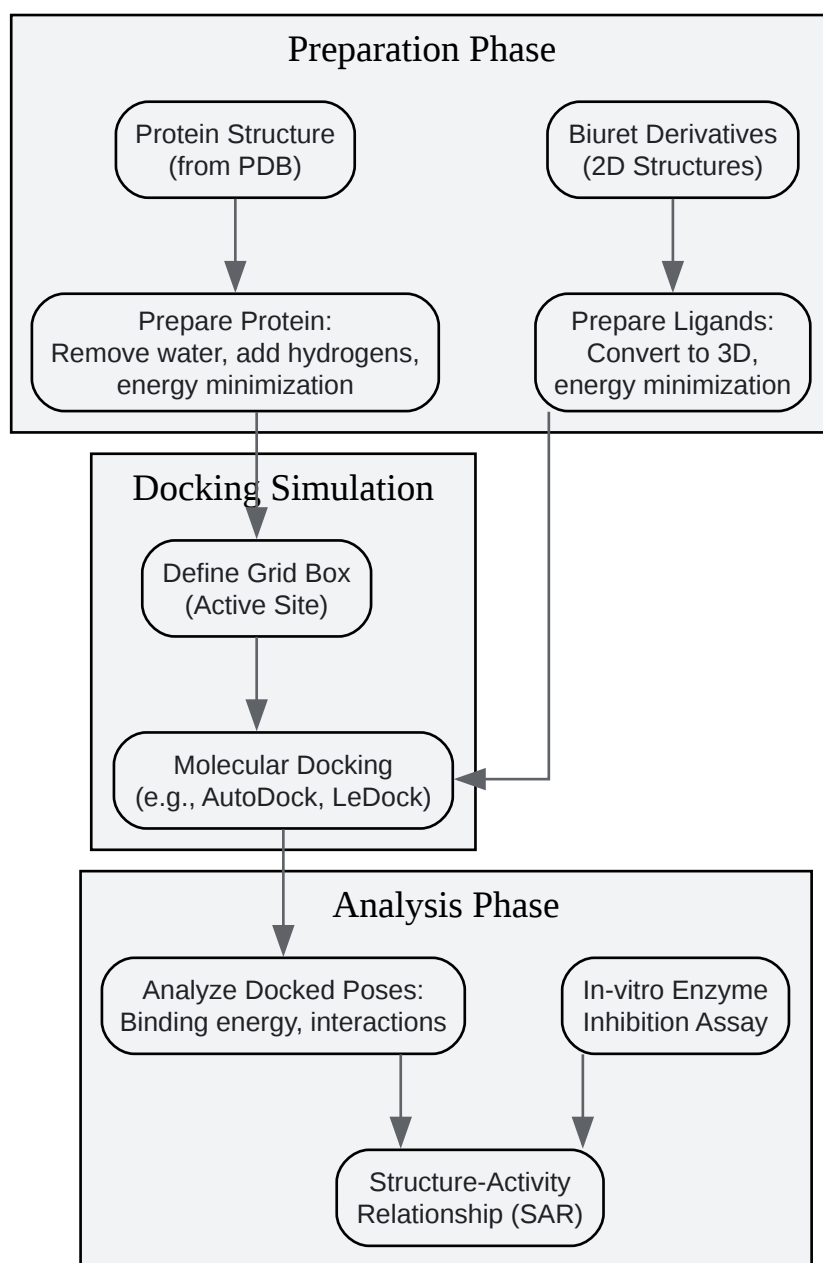 Preparation Phase
Protein Structure
(from PDB)
Biuret Derivatives
(2D Structures)
Prepare Protein:
Remove water, add hydrogens,
energy minimization
Prepare Ligands:
Convert to 3D,
energy minimization
Docking Simulation
Define Grid Box
(Active Site)
Molecular Docking
(e.g., AutoDock, LeDock)
Analysis Phase
Analyze Docked Poses:
Binding energy, interactions
In-vitro Enzyme
Inhibition Assay
Structure-Activity
Relationship (SAR)